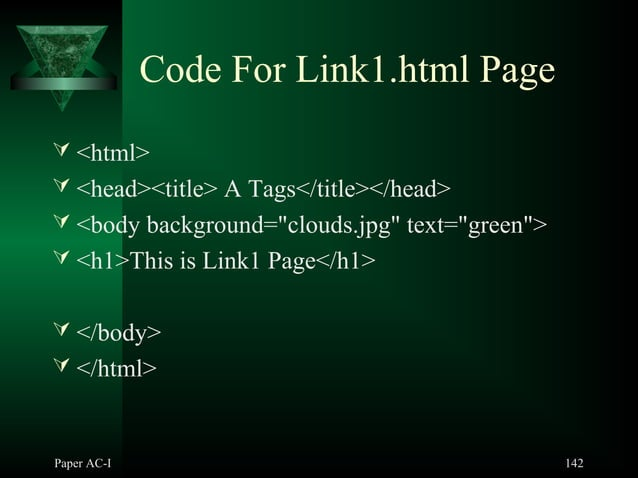 Code For Link1.html Page
<html>
<head><title> A Tags</title></head>
<body background="clouds.jpg" text="green">
<h1>This is Link1 Page</h1>
</body>
</html>
Paper AC-I
142